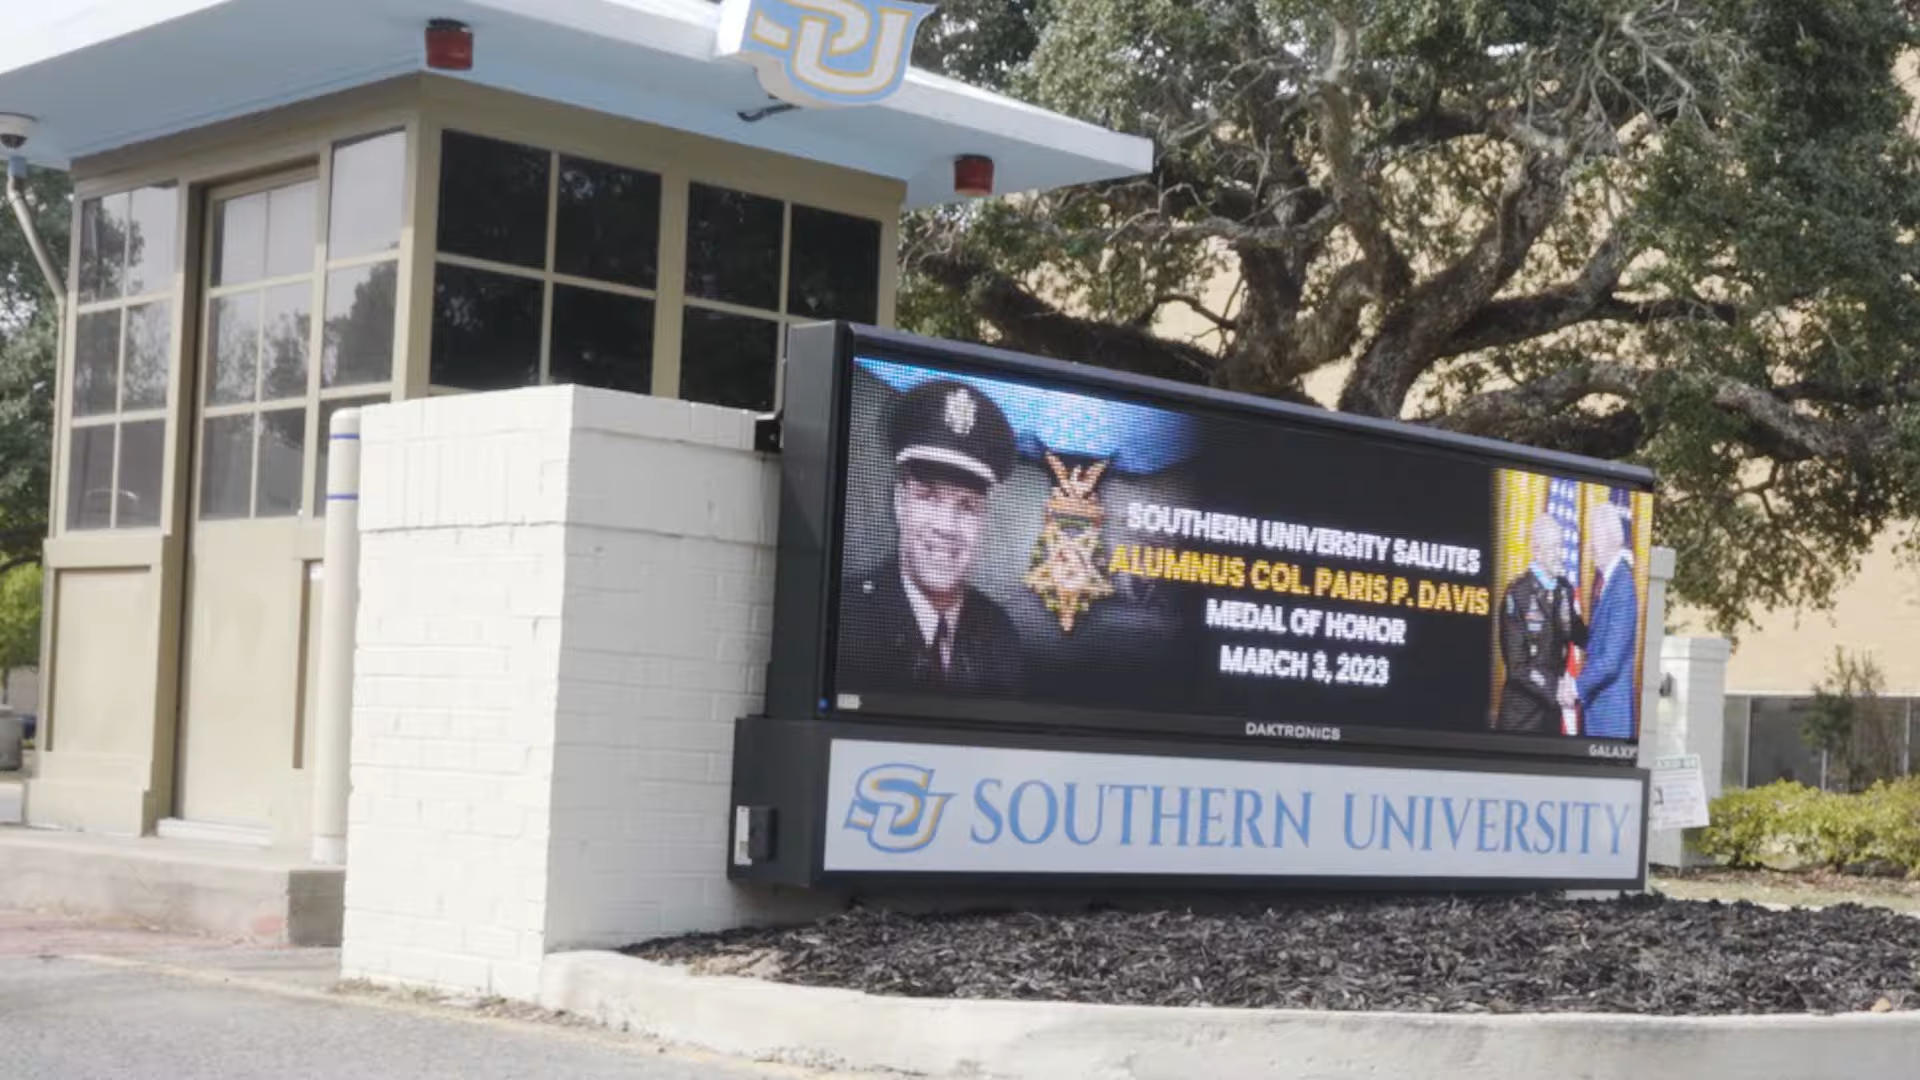 SU
SOUTHERN UNIVERSITY SALUTES
ALUMNUS COL. PARIS P. DAVIS
MEDAL OF HONOR
MARCH 3, 2023
DAKTRONICS
GALAXY
SU SOUTHERN UNIVERSITY